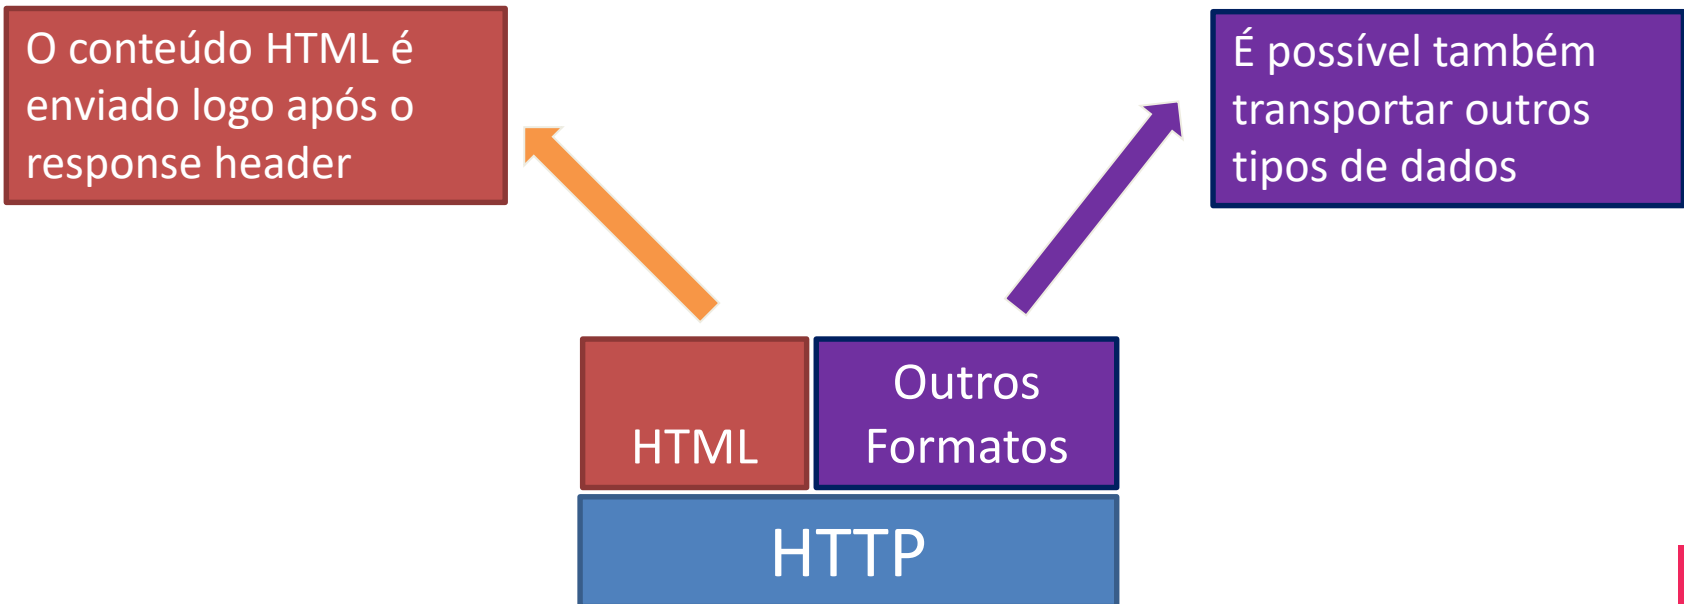 O conteúdo HTML é
enviado logo após o
response header
É possível também
transportar outros
tipos de dados
HTML
Outros
Formatos
HTTP